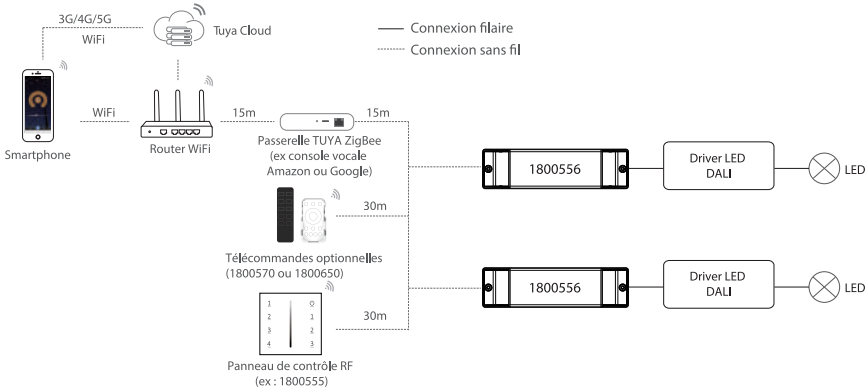 3G/4G/5G
WiFi
Tuya Cloud
Connexion filaire
Connexion sans fil
WiFi
15m
15m
Smartphone
Router WiFi
Passerelle TUYA ZigBee
(ex console vocale
Amazon ou Google)
1800556
Driver LED
DALI
LED
30m
Télécommandes optionnelles
(1800570 ou 1800650)
1800556
Driver LED
DALI
LED
1 0
2 1
3 2
4 3
30m
Panneau de contrôle RF
(ex : 1800555)